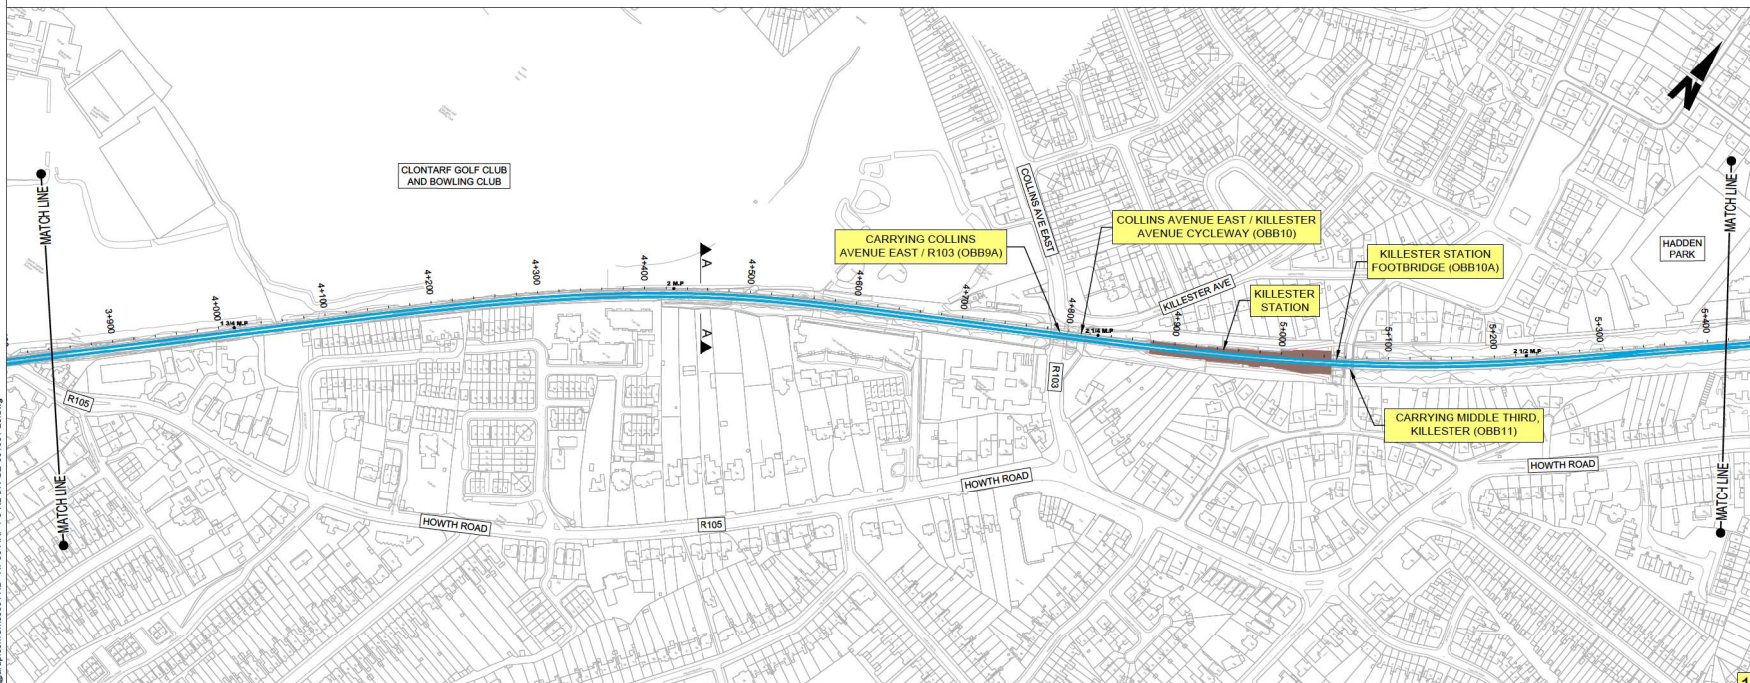 N
MATCH LINE
MATCH LINE
CLONTARF GOLF CLUB
AND BOWLING CLUB
COLLINS AVE EAST
COLLINS AVENUE EAST / KILLESTER
AVENUE CYCLEWAY (OBB10)
CARRYING COLLINS
AVENUE EAST / R103 (OBB9A)
KILLESTER STATION
FOOTBRIDGE (OBB10A)
HADDEN
PARK
KILLESTER AVE
KILLESTER
STATION
A
A
3+900
4+000
4+100
4+200
4+300
4+400
4+500
4+600
4+700
4+800
4+900
5+000
5+100
5+200
5+300
5+400
1 3/4 M.P
2 M.P
2 1/4 M.P
2 1/2 M.P
R105
R103
CARRYING MIDDLE THIRD,
KILLESTER (OBB11)
HOWTH ROAD
HOWTH ROAD
HOWTH ROAD
R105
MATCH LINE
MATCH LINE
1